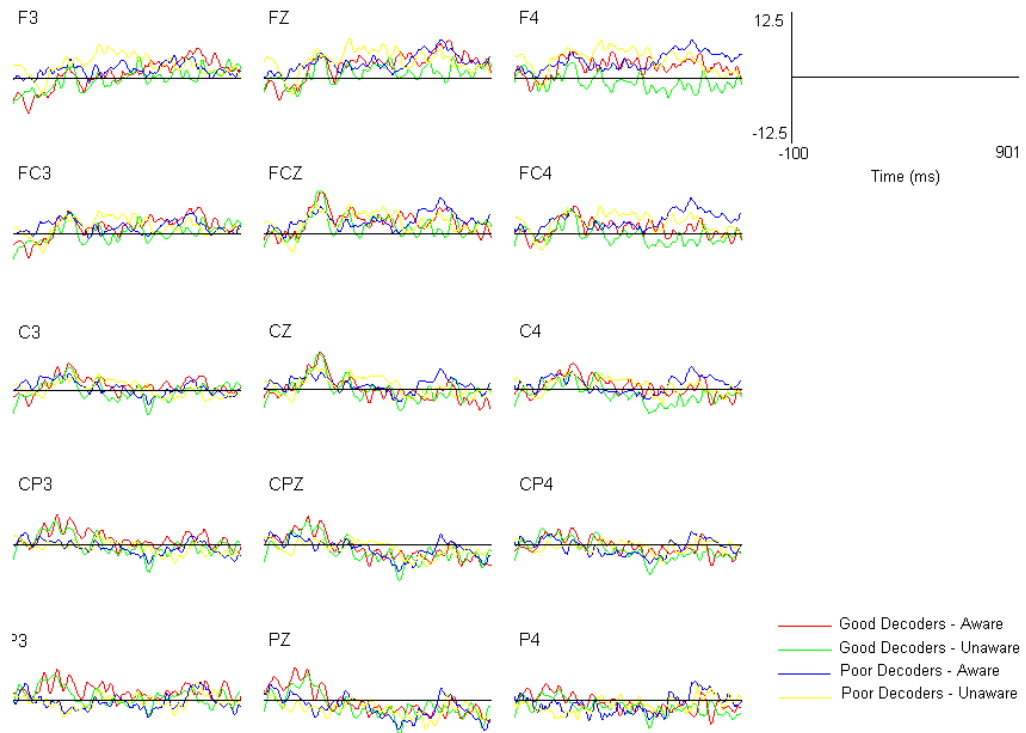 F3
FZ
F4
12.5
-12.5
-100
901
Time (ms)
FC3
FCZ
FC4
C3
CZ
C4
CP3
CPZ
CP4
P3
PZ
P4
Good Decoders - Aware
Good Decoders - Unaware
Poor Decoders - Aware
Poor Decoders - Unaware